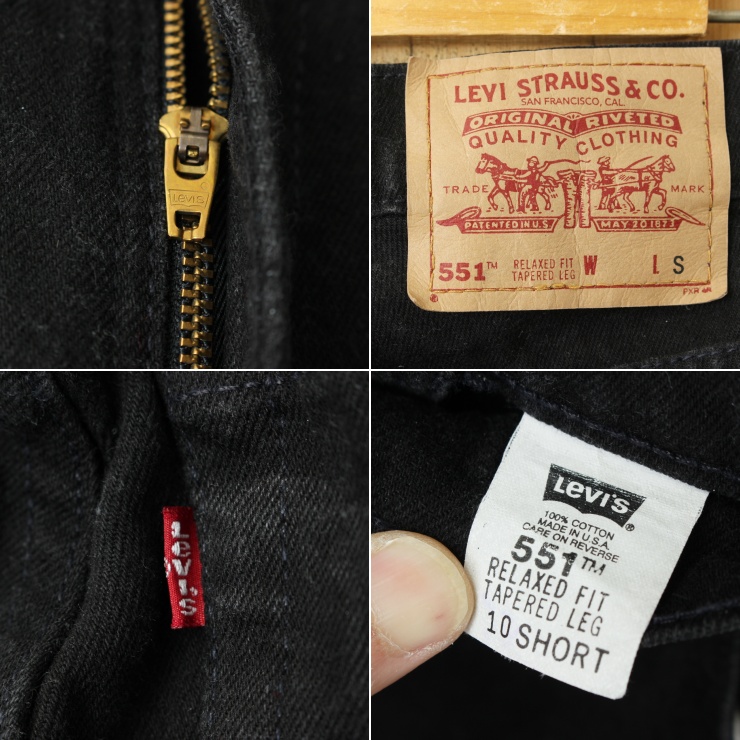 LEVI'S
LEVI STRAUSS & CO.
SAN FRANCISCO, CAL.
ORIGINAL RIVETED
QUALITY CLOTHING
TRADE MARK
PATENTED IN U.S. MAY 20 1873
551™ RELAXED FIT W L S
TAPERED LEG
®
LeVI'S
LeVI'S®
100% COTTON
MADE IN U.S.A.
CARE ON REVERSE
551™
RELAXED FIT
TAPERED LEG
10 SHORT